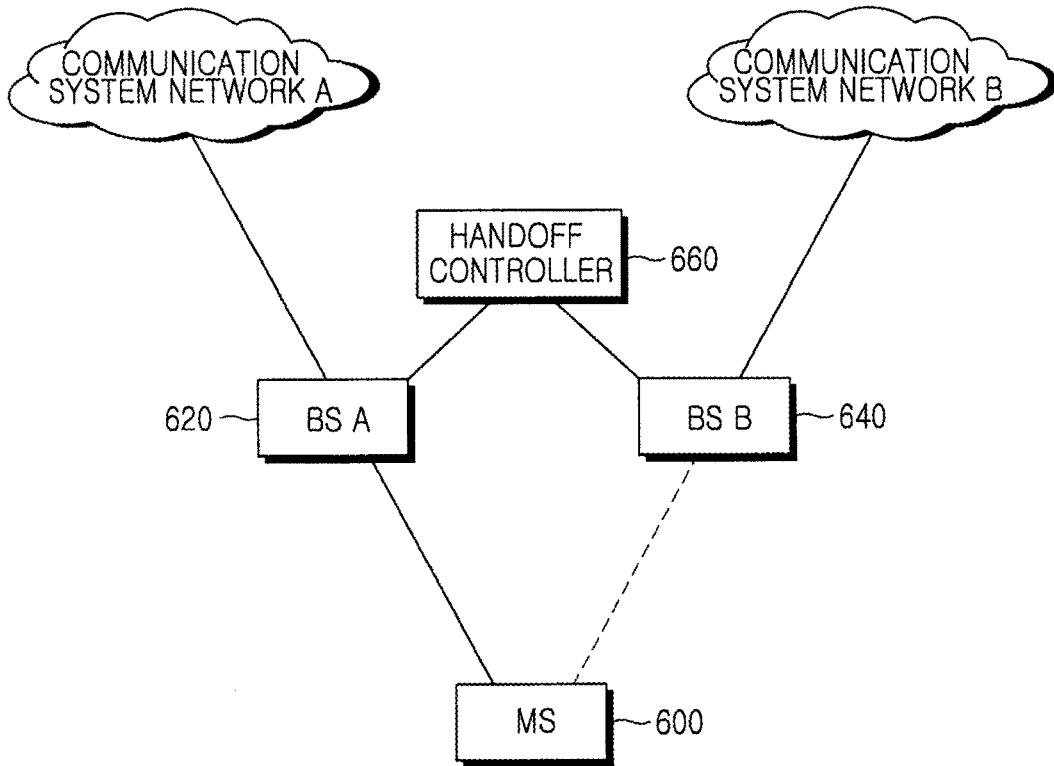 COMMUNICATION
SYSTEM NETWORK A
COMMUNICATION
SYSTEM NETWORK B
HANDOFF
CONTROLLER
660
620
BS A
BS B
640
MS
600